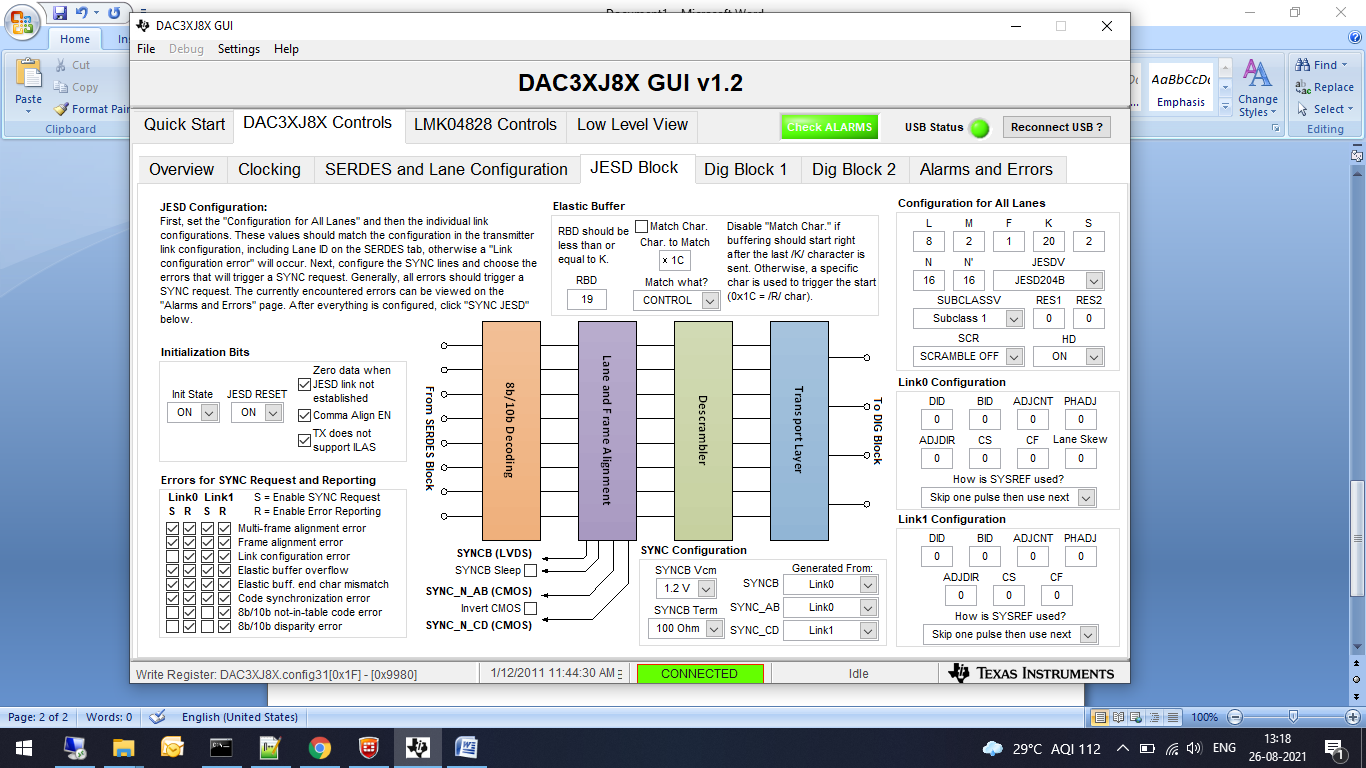 Document1 - Microsoft Word
Home
In
Cut
Copy
Format Pai
Paste
Clipboard
AaBbCcDc
Emphasis
Change
Styles
Find
Replace
Select
Editing
DAC3XJ8X GUI
File Debug Settings Help
DAC3XJ8X GUI v1.2
Quick Start DAC3XJ8X Controls LMK04828 Controls Low Level View
Check ALARMS
USB Status
Reconnect USB ?
Overview Clocking SERDES and Lane Configuration JESD Block Dig Block 1 Dig Block 2 Alarms and Errors
JESD Configuration:
First, set the "Configuration for All Lanes" and then the individual link
configurations. These values should match the configuration in the transmitter
link configuration, including Lane ID on the SERDES tab, otherwise a "Link
configuration error" will occur. Next, configure the SYNC lines and choose the
errors that will trigger a SYNC request. Generally, all errors should trigger a
SYNC request. The currently encountered errors can be viewed on the
"Alarms and Errors" page. After everything is configured, click "SYNC JESD"
below.
Initialization Bits
Init State
ON
JESD RESET
ON
Zero data when
JESD link not
established
Comma Align EN
TX does not
support ILAS
Errors for SYNC Request and Reporting
Link0 Link1
S R S R
S = Enable SYNC Request
R = Enable Error Reporting
Multi-frame alignment error
Frame alignment error
Link configuration error
Elastic buffer overflow
Elastic buff. end char mismatch
Code synchronization error
8b/10b not-in-table code error
8b/10b disparity error
Elastic Buffer
RBD should be
less than or
equal to K.
RBD
19
Match Char.
Char. to Match
x 1C
Match what?
CONTROL
Disable "Match Char." if
buffering should start right
after the last /K/ character is
sent. Otherwise, a specific
char is used to trigger the start
(0x1C = /R/ char).
From SERDES Block
8b/10b Decoding
Lane and Frame Alignment
Descrambler
Transport Layer
To DIG Block
SYNCB (LVDS)
SYNCB Sleep
SYNC_N_AB (CMOS)
Invert CMOS
SYNC_N_CD (CMOS)
SYNC Configuration
SYNCB Vcm
1.2 V
SYNCB Term
100 Ohm
Generated From:
SYNCB Link0
SYNC_AB Link0
SYNC_CD Link1
Configuration for All Lanes
L M F K S
8 2 1 20 2
N N' JESDV
16 16 JESD204B
SUBCLASSV RES1 RES2
Subclass 1 0 0
SCR HD
SCRAMBLE OFF ON
Link0 Configuration
DID BID ADJCNT PHADJ
0 0 0 0
ADJDIR CS CF Lane Skew
0 0 0 0
How is SYSREF used?
Skip one pulse then use next
Link1 Configuration
DID BID ADJCNT PHADJ
0 0 0 0
ADJDIR CS CF
0 0 0
How is SYSREF used?
Skip one pulse then use next
Write Register: DAC3XJ8X.config31[0x1F] - [0x9980]
1/12/2011 11:44:30 AM
CONNECTED
Idle
TEXAS INSTRUMENTS
Page: 2 of 2 Words: 0 English (United States)
100%
29°C AQI 112
ENG
13:18
26-08-2021
1